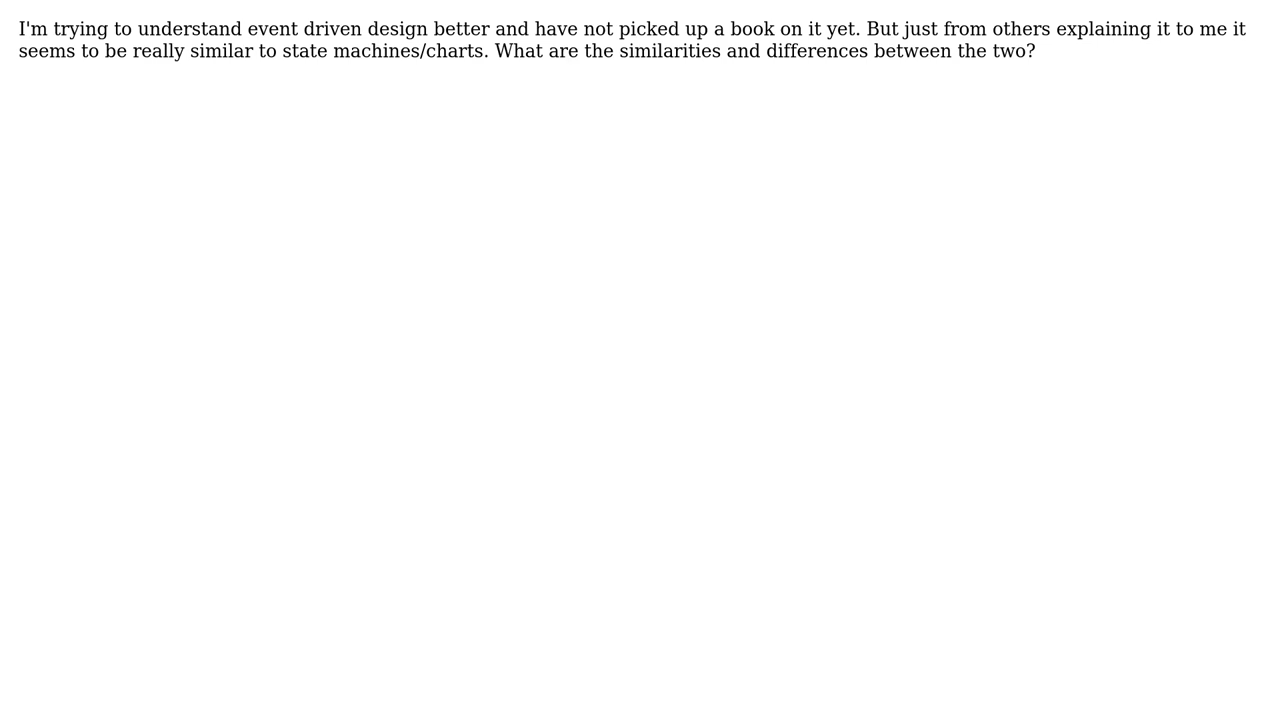 I'm trying to understand event driven design better and have not picked up a book on it yet. But just from others explaining it to me it
seems to be really similar to state machines/charts. What are the similarities and differences between the two?